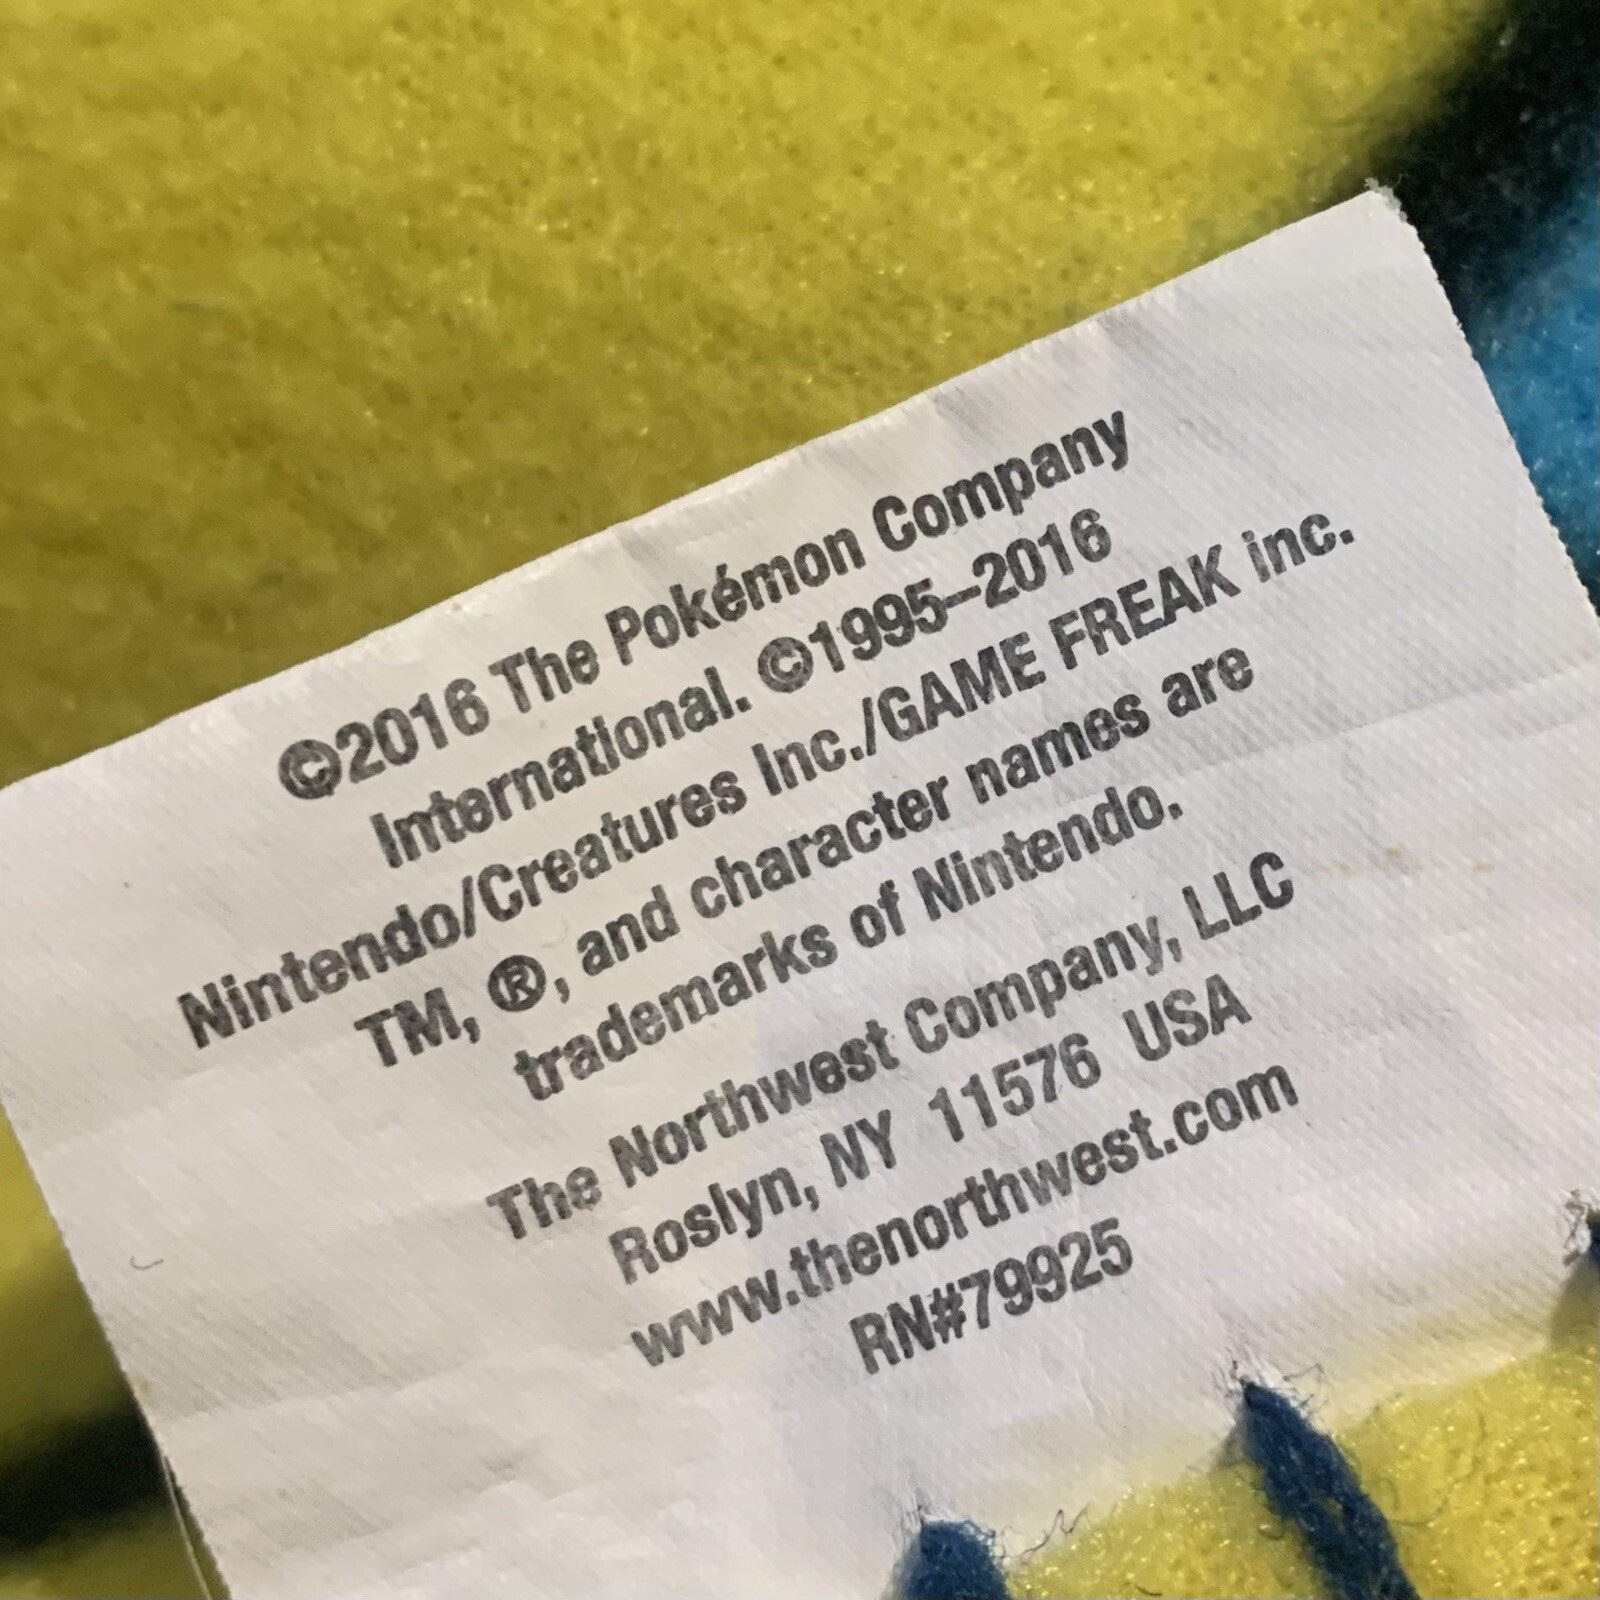 ©2016 The Pokémon Company
International. ©1995–2016
Nintendo/Creatures Inc./GAME FREAK inc.
TM, ®, and character names are
trademarks of Nintendo.
The Northwest Company, LLC
Roslyn, NY 11576 USA
www.thenorthwest.com
RN#79925